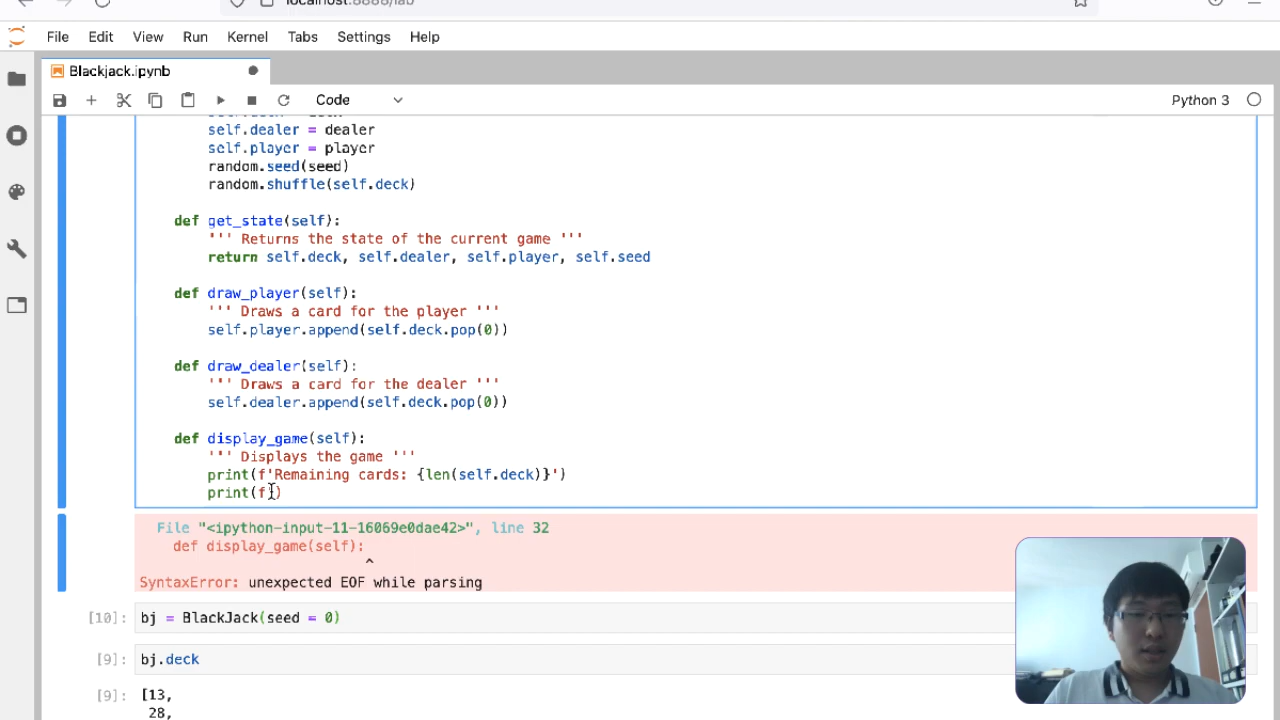 localhost:8888/lab
File Edit View Run Kernel Tabs Settings Help
Blackjack.ipynb
Code Python 3
self.dealer = dealer
self.player = player
random.seed(seed)
random.shuffle(self.deck)
def get_state(self):
''' Returns the state of the current game '''
return self.deck, self.dealer, self.player, self.seed
def draw_player(self):
''' Draws a card for the player '''
self.player.append(self.deck.pop(0))
def draw_dealer(self):
''' Draws a card for the dealer '''
self.dealer.append(self.deck.pop(0))
def display_game(self):
''' Displays the game '''
print(f'Remaining cards: {len(self.deck)}')
print(f')
File "<ipython-input-11-16069e0dae42>", line 32
def display_game(self):
^
SyntaxError: unexpected EOF while parsing
[10]: bj = BlackJack(seed = 0)
[9]: bj.deck
[9]: [13,
28,